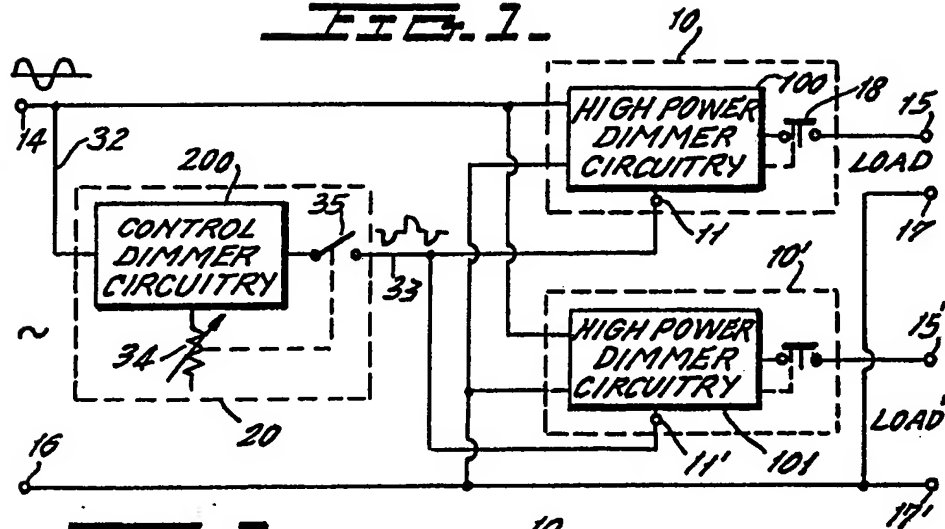 FIG. 1.
10
100
18
15
14
32
HIGH POWER
DIMMER
CIRCUITRY
LOAD
200
35
11
17
CONTROL
DIMMER
CIRCUITRY
33
10'
15'
HIGH POWER
DIMMER
CIRCUITRY
~
34
LOAD'
20
11'
101
16
17'
10